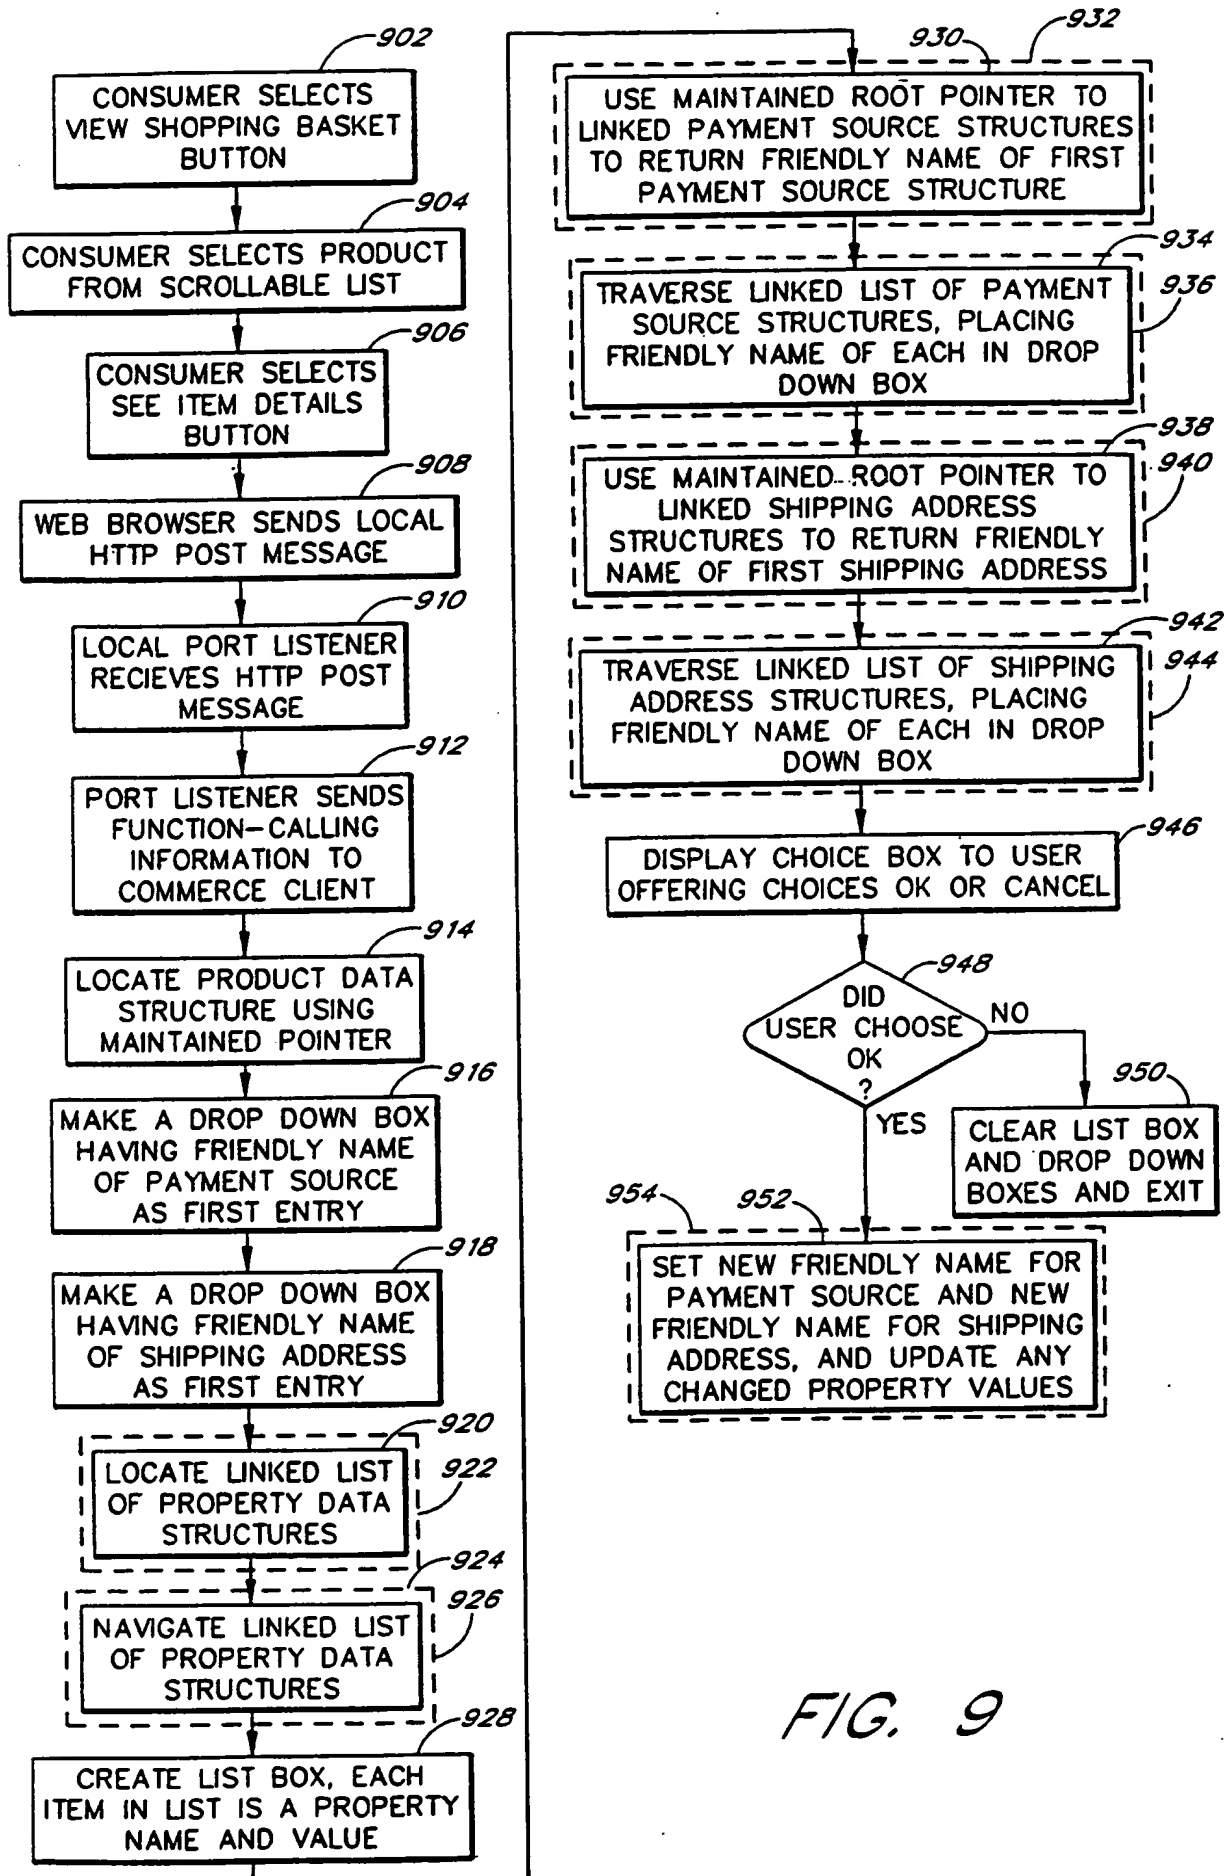 902
CONSUMER SELECTS
VIEW SHOPPING BASKET
BUTTON
904
CONSUMER SELECTS PRODUCT
FROM SCROLLABLE LIST
906
CONSUMER SELECTS
SEE ITEM DETAILS
BUTTON
908
WEB BROWSER SENDS LOCAL
HTTP POST MESSAGE
910
LOCAL PORT LISTENER
RECIEVES HTTP POST
MESSAGE
912
PORT LISTENER SENDS
FUNCTION-CALLING
INFORMATION TO
COMMERCE CLIENT
914
LOCATE PRODUCT DATA
STRUCTURE USING
MAINTAINED POINTER
916
MAKE A DROP DOWN BOX
HAVING FRIENDLY NAME
OF PAYMENT SOURCE
AS FIRST ENTRY
918
MAKE A DROP DOWN BOX
HAVING FRIENDLY NAME
OF SHIPPING ADDRESS
AS FIRST ENTRY
920
922
LOCATE LINKED LIST
OF PROPERTY DATA
STRUCTURES
924
926
NAVIGATE LINKED LIST
OF PROPERTY DATA
STRUCTURES
928
CREATE LIST BOX, EACH
ITEM IN LIST IS A PROPERTY
NAME AND VALUE
930
932
USE MAINTAINED ROOT POINTER TO
LINKED PAYMENT SOURCE STRUCTURES
TO RETURN FRIENDLY NAME OF FIRST
PAYMENT SOURCE STRUCTURE
934
936
TRAVERSE LINKED LIST OF PAYMENT
SOURCE STRUCTURES, PLACING
FRIENDLY NAME OF EACH IN DROP
DOWN BOX
938
940
USE MAINTAINED ROOT POINTER TO
LINKED SHIPPING ADDRESS
STRUCTURES TO RETURN FRIENDLY
NAME OF FIRST SHIPPING ADDRESS
942
944
TRAVERSE LINKED LIST OF SHIPPING
ADDRESS STRUCTURES, PLACING
FRIENDLY NAME OF EACH IN DROP
DOWN BOX
946
DISPLAY CHOICE BOX TO USER
OFFERING CHOICES OK OR CANCEL
948
DID
USER CHOOSE
OK
?
NO
YES
950
CLEAR LIST BOX
AND DROP DOWN
BOXES AND EXIT
954
952
SET NEW FRIENDLY NAME FOR
PAYMENT SOURCE AND NEW
FRIENDLY NAME FOR SHIPPING
ADDRESS, AND UPDATE ANY
CHANGED PROPERTY VALUES
FIG. 9